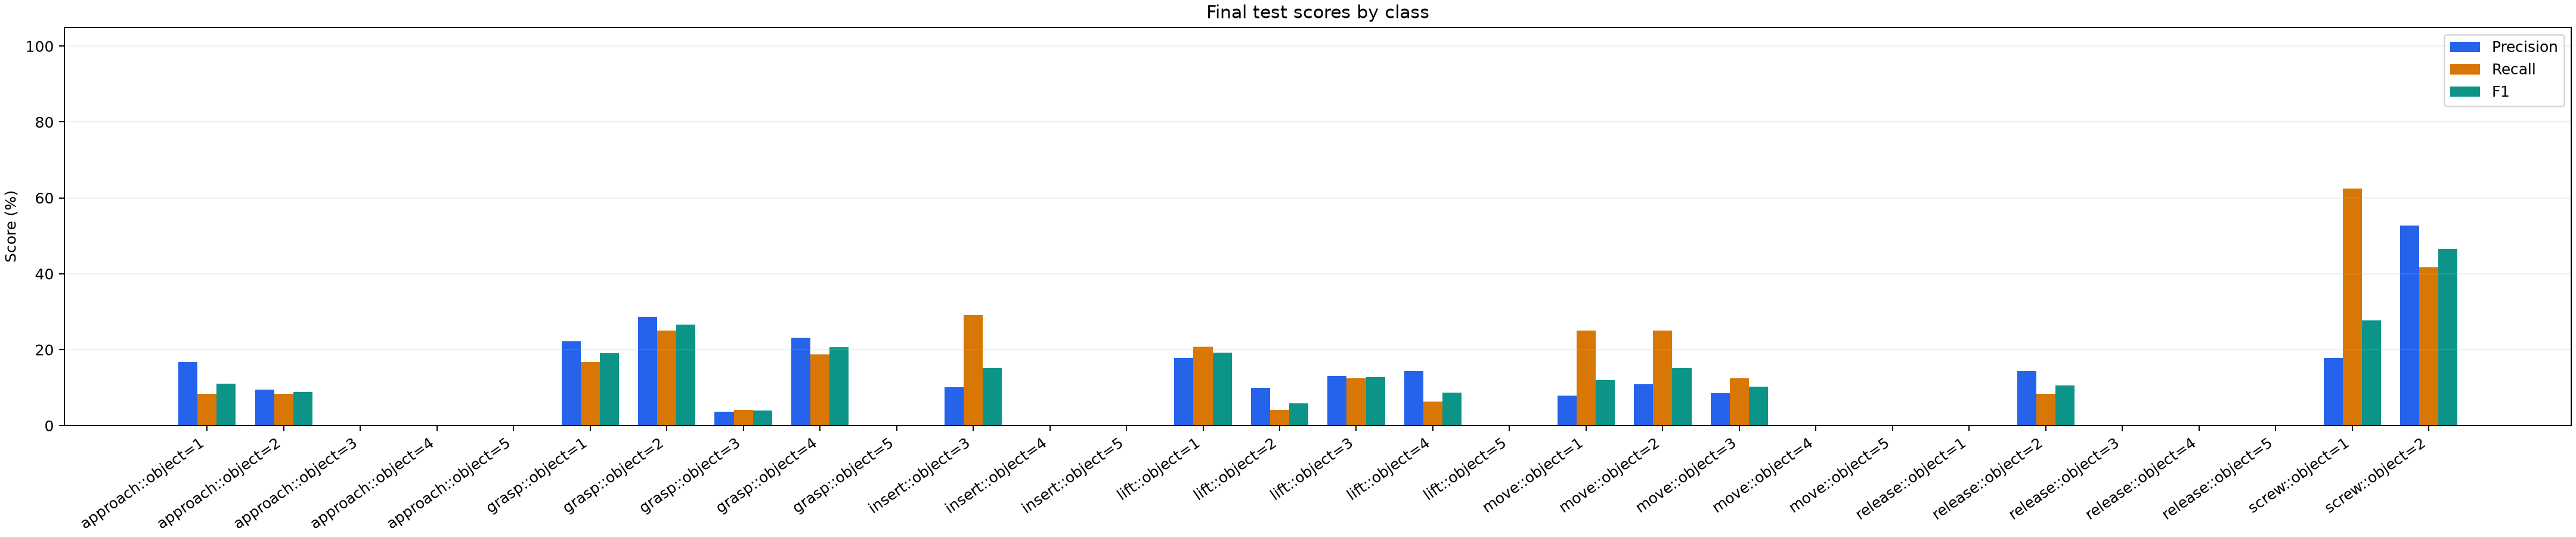 Final test scores by class
Score (%)
100
80
60
40
20
0
Precision
Recall
F1
approach::object=1
approach::object=2
approach::object=3
approach::object=4
approach::object=5
grasp::object=1
grasp::object=2
grasp::object=3
grasp::object=4
grasp::object=5
insert::object=3
insert::object=4
insert::object=5
lift::object=1
lift::object=2
lift::object=3
lift::object=4
lift::object=5
move::object=1
move::object=2
move::object=3
move::object=4
move::object=5
release::object=1
release::object=2
release::object=3
release::object=4
release::object=5
screw::object=1
screw::object=2